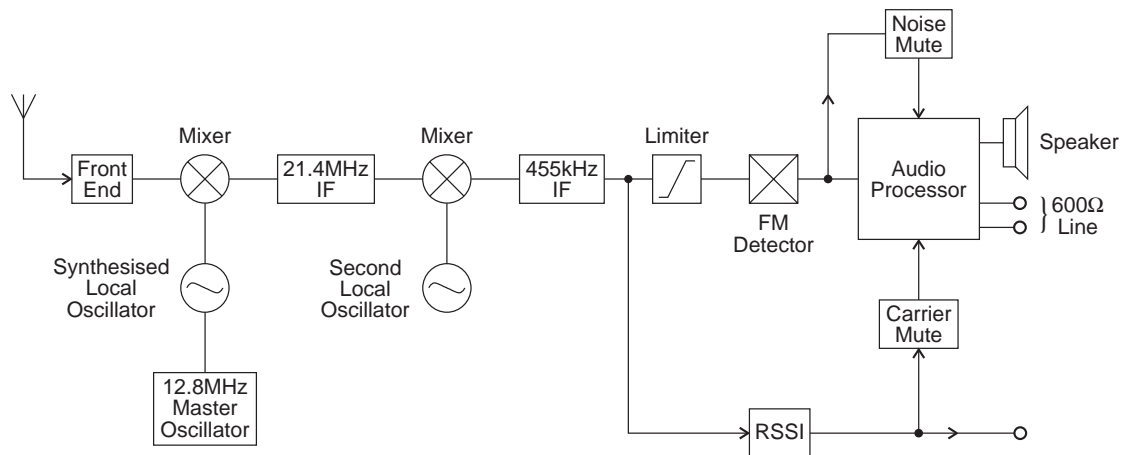 Noise
Mute
Mixer
Mixer
Limiter
Speaker
Front
End
21.4MHz
IF
455kHz
IF
Audio
Processor
600Ω
Line
FM
Detector
Synthesised
Local
Oscillator
Second
Local
Oscillator
Carrier
Mute
12.8MHz
Master
Oscillator
RSSI